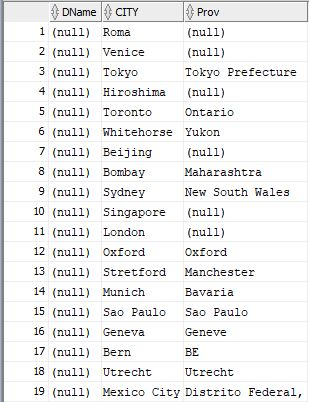 DName CITY Prov
1 (null) Roma (null)
2 (null) Venice (null)
3 (null) Tokyo Tokyo Prefecture
4 (null) Hiroshima (null)
5 (null) Toronto Ontario
6 (null) Whitehorse Yukon
7 (null) Beijing (null)
8 (null) Bombay Maharashtra
9 (null) Sydney New South Wales
10 (null) Singapore (null)
11 (null) London (null)
12 (null) Oxford Oxford
13 (null) Stretford Manchester
14 (null) Munich Bavaria
15 (null) Sao Paulo Sao Paulo
16 (null) Geneva Geneve
17 (null) Bern BE
18 (null) Utrecht Utrecht
19 (null) Mexico City Distrito Federal,